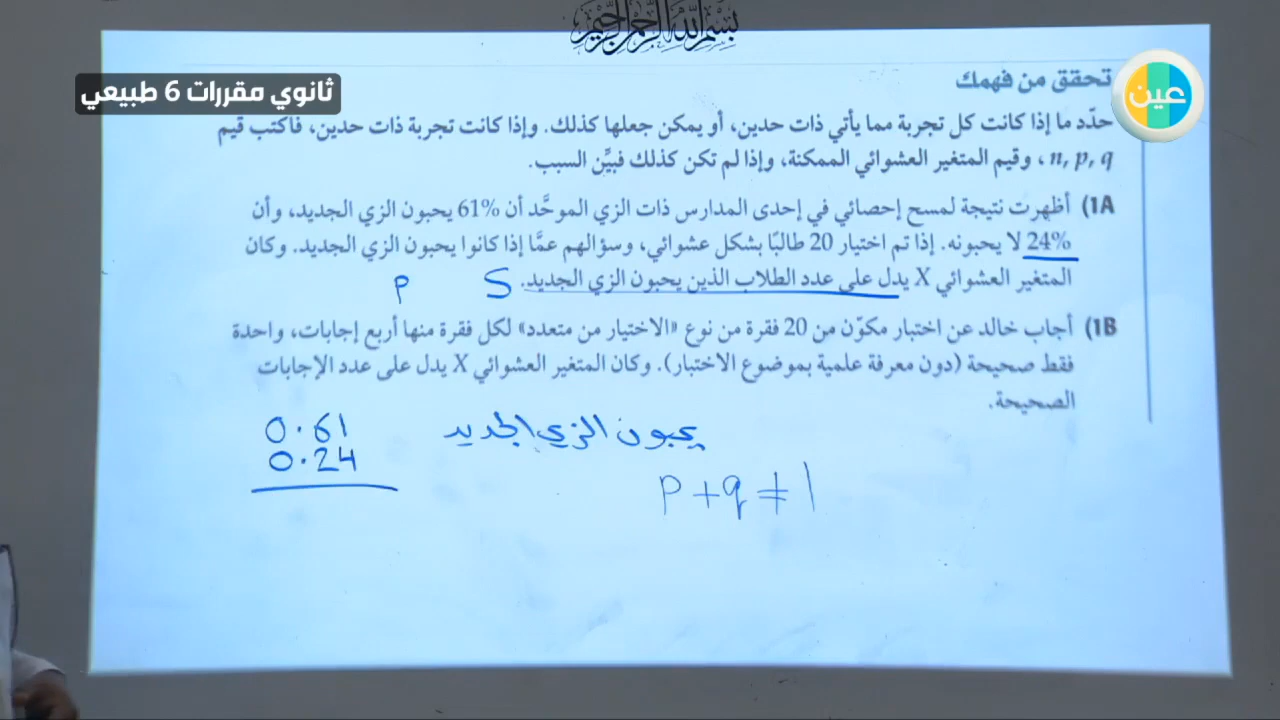 بسم الله الرحمن الرحيم
ثانوي مقررات 6 طبيعي
عين
تحقق من فهمك
حدّد ما إذا كانت كل تجربة مما يأتي ذات حدين، أو يمكن جعلها كذلك. وإذا كانت تجربة ذات حدين، فاكتب قيم
n, p, q ، وقيم المتغير العشوائي الممكنة، وإذا لم تكن كذلك فبيِّن السبب.
1A) أظهرت نتيجة لمسح إحصائي في إحدى المدارس ذات الزي الموحَّد أن 61% يحبون الزي الجديد، وأن
24% لا يحبونه. إذا تم اختيار 20 طالبًا بشكل عشوائي، وسؤالهم عمَّا إذا كانوا يحبون الزي الجديد. وكان
المتغير العشوائي X يدل على عدد الطلاب الذين يحبون الزي الجديد.
S P
1B) أجاب خالد عن اختبار مكوّن من 20 فقرة من نوع «الاختيار من متعدد» لكل فقرة منها أربع إجابات، واحدة
فقط صحيحة (دون معرفة علمية بموضوع الاختبار). وكان المتغير العشوائي X يدل على عدد الإجابات
الصحيحة.
يحبون الزي الجديد 0.61
0.24
p + q ≠ 1